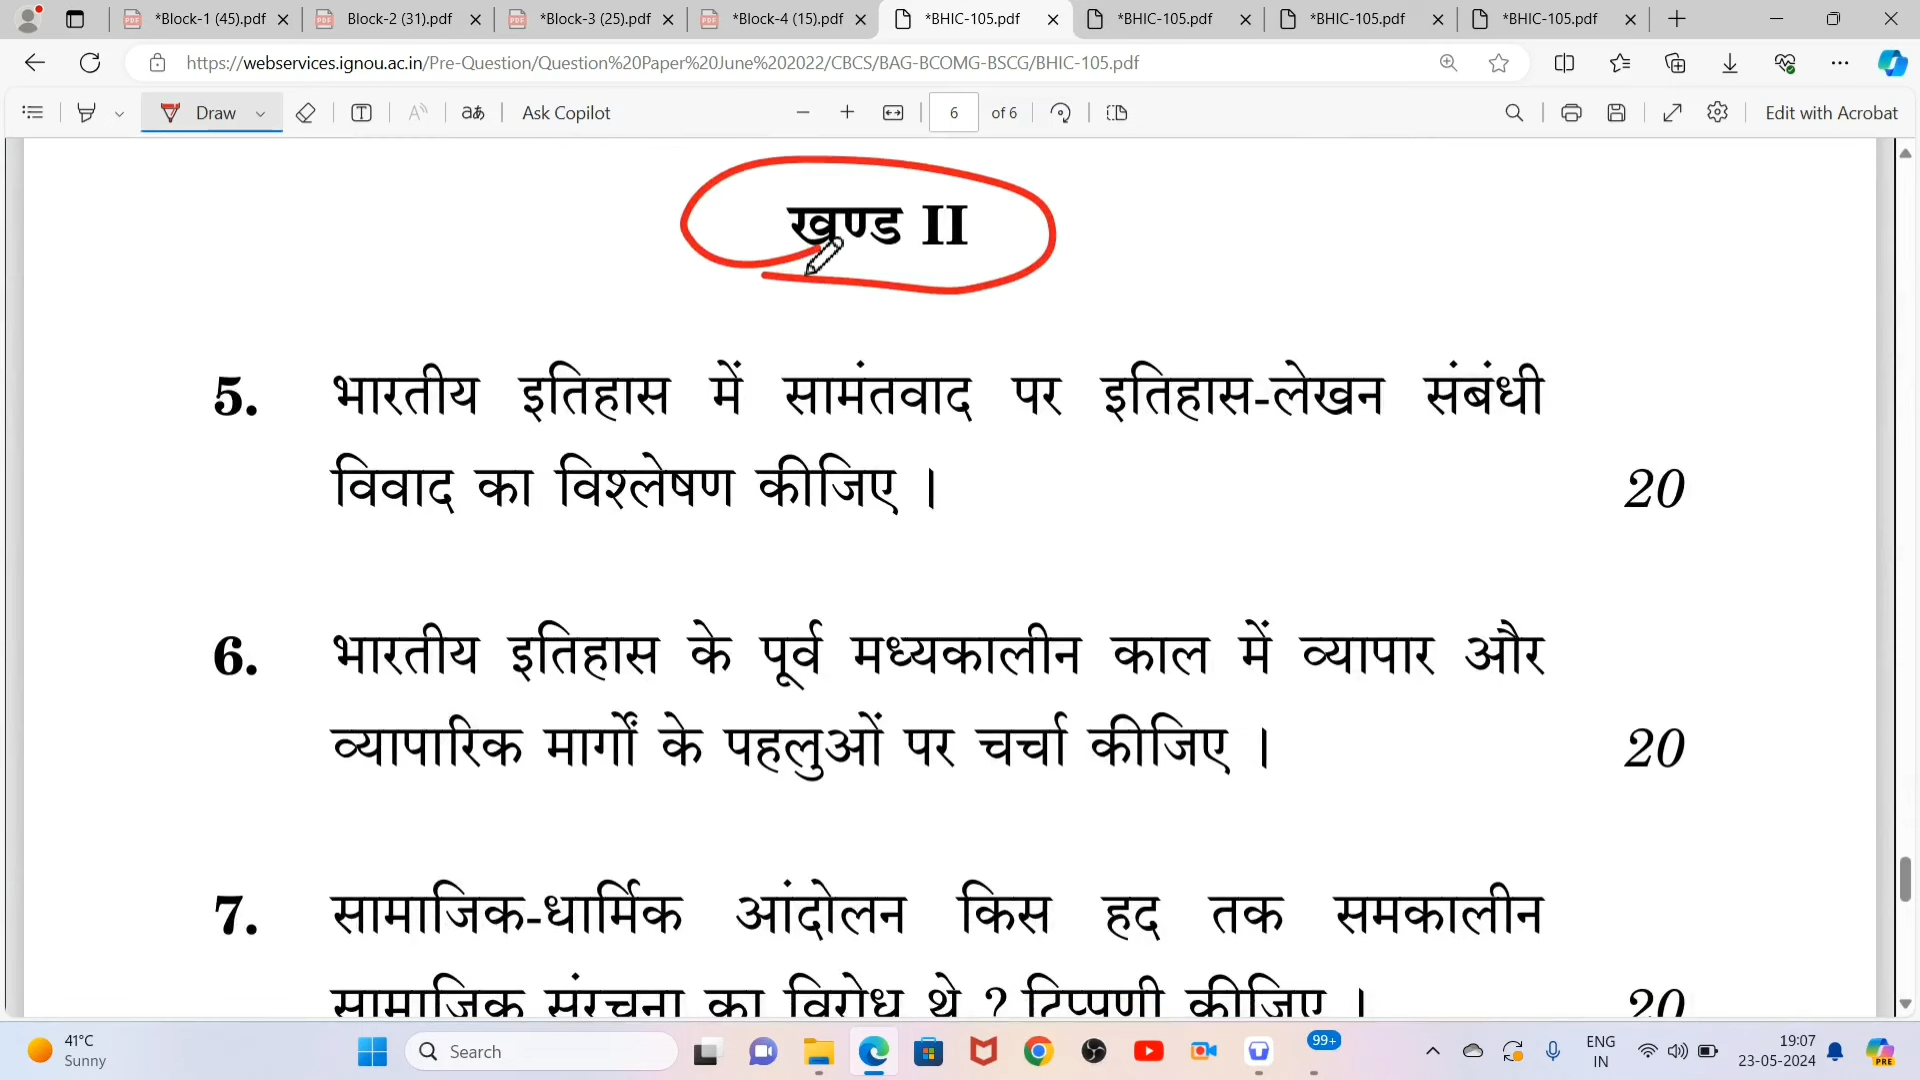 *Block-1 (45).pdf
Block-2 (31).pdf
*Block-3 (25).pdf
*Block-4 (15).pdf
*BHIC-105.pdf
*BHIC-105.pdf
*BHIC-105.pdf
*BHIC-105.pdf
https://webservices.ignou.ac.in/Pre-Question/Question%20Paper%20June%202022/CBCS/BAG-BCOMG-BSCG/BHIC-105.pdf
Draw
Ask Copilot
6 of 6
Edit with Acrobat
खण्ड II
5. भारतीय इतिहास में सामंतवाद पर इतिहास-लेखन संबंधी
विवाद का विश्लेषण कीजिए । 20
6. भारतीय इतिहास के पूर्व मध्यकालीन काल में व्यापार और
व्यापारिक मार्गों के पहलुओं पर चर्चा कीजिए । 20
7. सामाजिक-धार्मिक आंदोलन किस हद तक समकालीन
सामाजिक संरचना का विरोध थे ? टिप्पणी कीजिए । 20
41°C
Sunny
Search
99+
ENG
IN
19:07
23-05-2024
PRE